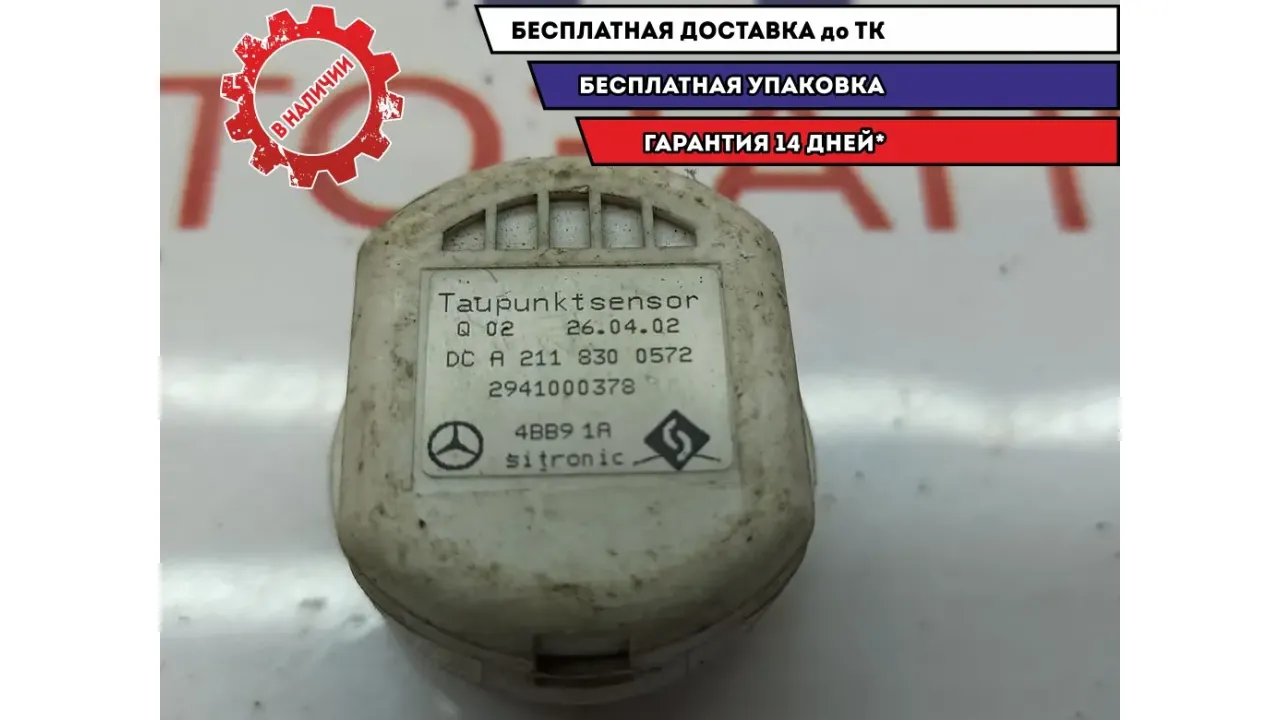 БЕСПЛАТНАЯ ДОСТАВКА до ТК
БЕСПЛАТНАЯ УПАКОВКА
ГАРАНТИЯ 14 ДНЕЙ*
В НАЛИЧИИ
Taupunktsensor
Q 02 26.04.02
DC A 211 830 0572
2941000378
4BB9 1A
sitronic